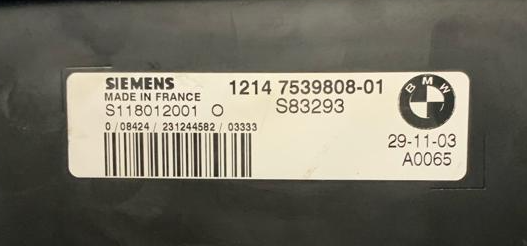 SIEMENS
MADE IN FRANCE
S118012001 O
0/08424/231244582/03333
1214 7539808-01
S83293
BMW
29-11-03
A0065